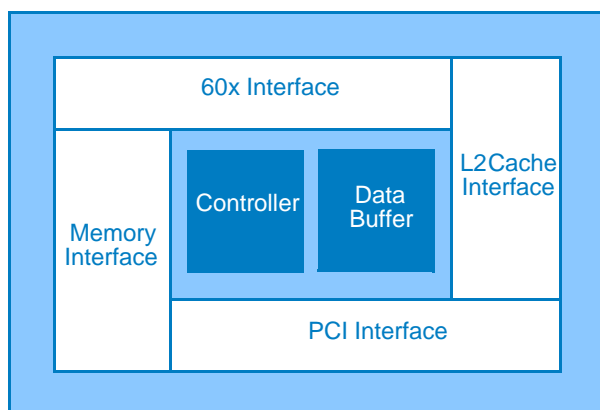 60x Interface
L2Cache
Interface
Controller
Data
Buffer
Memory
Interface
PCI Interface